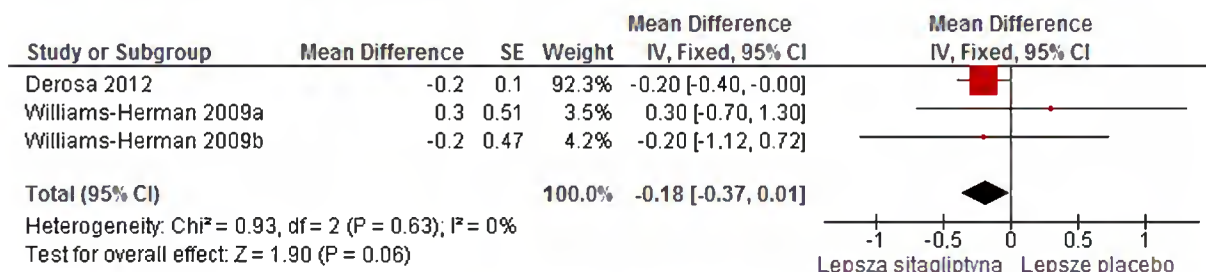 Mean Difference Mean Difference
Study or Subgroup Mean Difference SE Weight IV, Fixed, 95% CI IV, Fixed, 95% CI
Derosa 2012 -0.2 0.1 92.3% -0.20 [-0.40, -0.00]
Williams-Herman 2009a 0.3 0.51 3.5% 0.30 [-0.70, 1.30]
Williams-Herman 2009b -0.2 0.47 4.2% -0.20 [-1.12, 0.72]
Total (95% CI) 100.0% -0.18 [-0.37, 0.01]
Heterogeneity: Chi² = 0.93, df = 2 (P = 0.63); I² = 0%
Test for overall effect: Z = 1.90 (P = 0.06)
-1 -0.5 0 0.5 1
Lepsza sitagliptyna Lepsze placebo